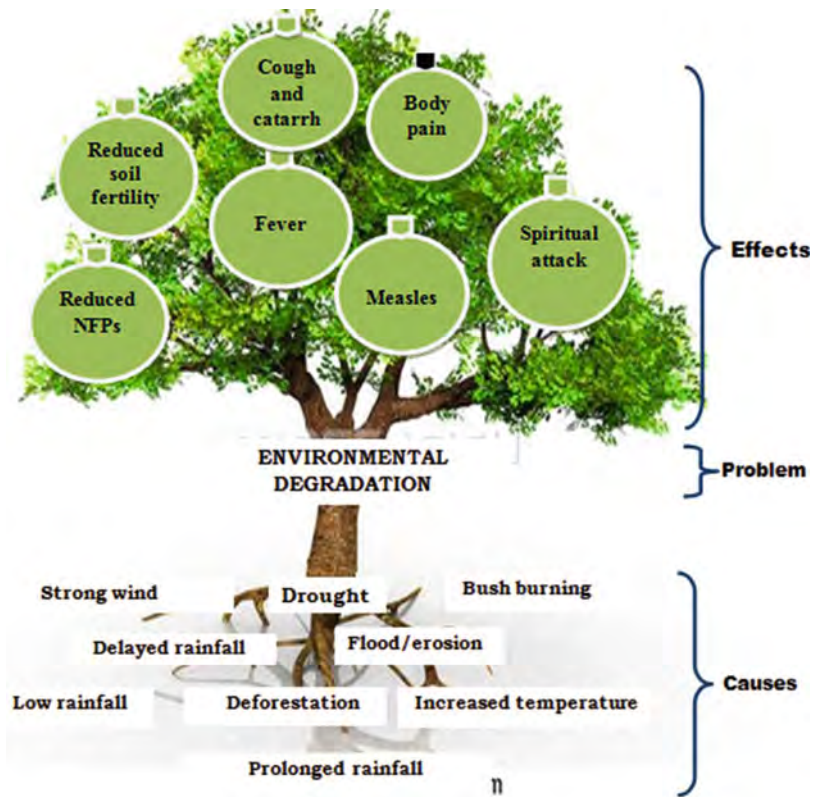 Cough
and
catarrh
Body
pain
Reduced
soil
fertility
Fever
Spiritual
attack
Effects
Reduced
NFPs
Measles
ENVIRONMENTAL
DEGRADATION
Problem
Strong wind
Drought
Bush burning
Delayed rainfall
Flood/erosion
Low rainfall
Deforestation
Increased temperature
Causes
Prolonged rainfall
n